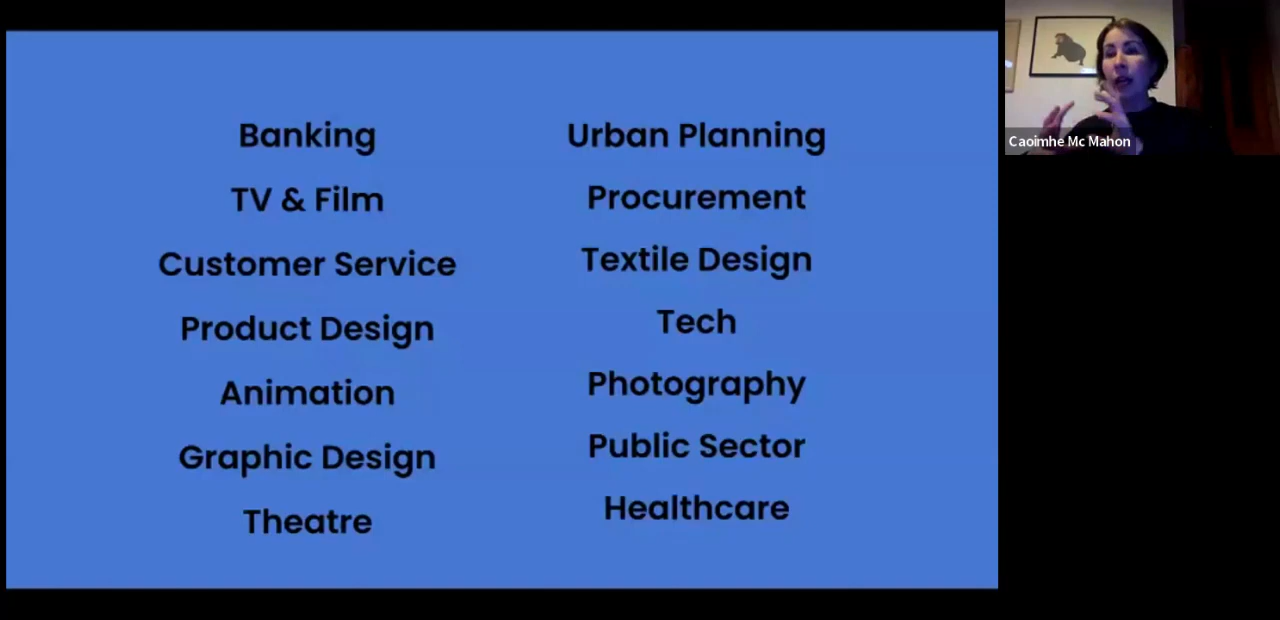 Banking
TV & Film
Customer Service
Product Design
Animation
Graphic Design
Theatre
Urban Planning
Procurement
Textile Design
Tech
Photography
Public Sector
Healthcare
Caoimhe Mc Mahon